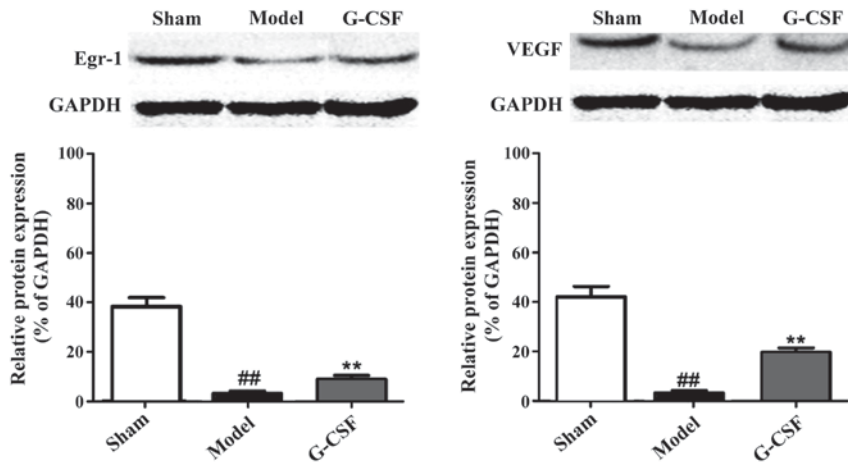 Sham Model G-CSF
Egr-1
GAPDH
Relative protein expression
(% of GAPDH)
100
80
60
40
20
0
##
**
Sham
Model
G-CSF
Sham Model G-CSF
VEGF
GAPDH
Relative protein expression
(% of GAPDH)
100
80
60
40
20
0
##
**
Sham
Model
G-CSF